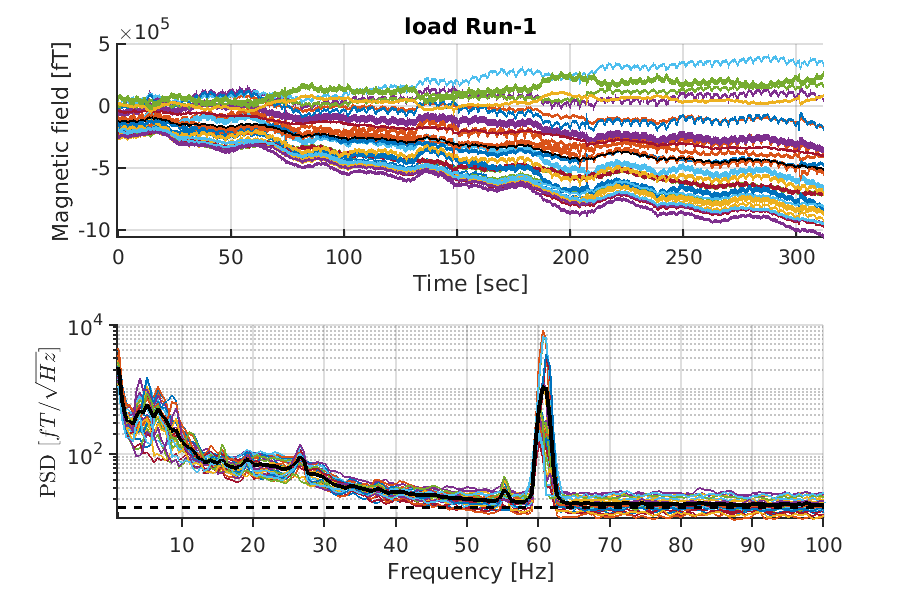 load Run-1
×10^5
Magnetic field [fT]
5
0
-5
-10
0 50 100 150 200 250 300
Time [sec]
PSD [fT/√Hz]
10^4
10^2
10 20 30 40 50 60 70 80 90 100
Frequency [Hz]